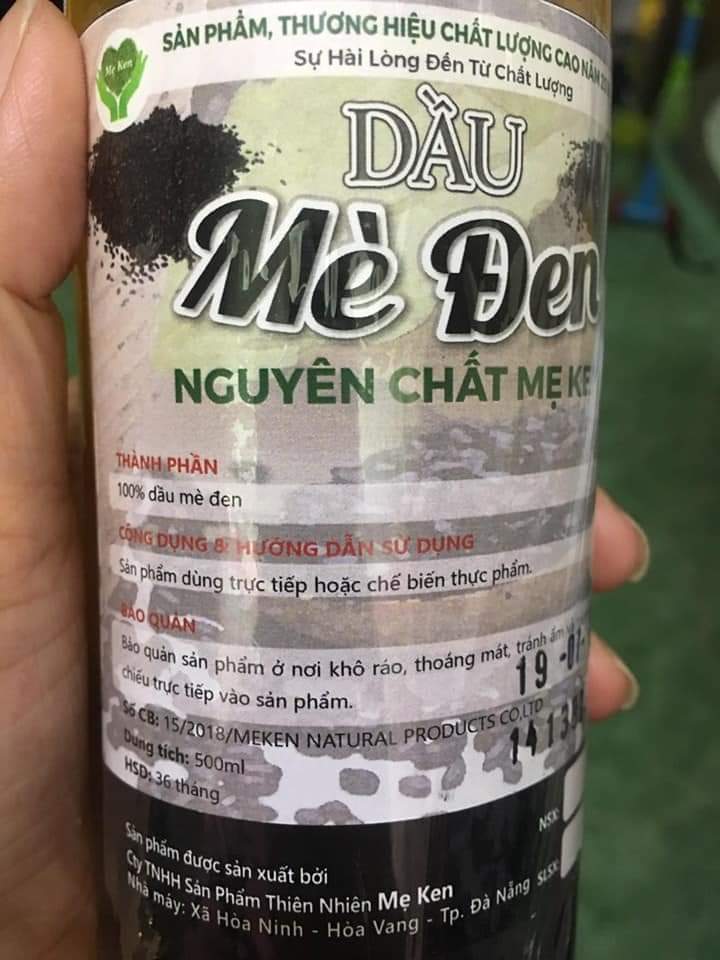 Mẹ Ken
SẢN PHẨM, THƯƠNG HIỆU CHẤT LƯỢNG CAO NĂM
Sự Hài Lòng Đến Từ Chất Lượng
DẦU
Mè Đen
NGUYÊN CHẤT MẸ KE
THÀNH PHẦN
100% dầu mè đen
CÔNG DỤNG & HƯỚNG DẪN SỬ DỤNG
Sản phẩm dùng trực tiếp hoặc chế biến thực phẩm.
BẢO QUẢN
Bảo quản sản phẩm ở nơi khô ráo, thoáng mát, tránh ẩm
chiếu trực tiếp vào sản phẩm.
19 -01-
Số CB: 15/2018/MEKEN NATURAL PRODUCTS CO,LTD
14138
Dung tích: 500ml
HSD: 36 tháng
NSX:
SLSX:
Sản phẩm được sản xuất bởi
Cty TNHH Sản Phẩm Thiên Nhiên Mẹ Ken
Nhà máy: Xã Hòa Ninh - Hòa Vang - Tp. Đà Nẵng